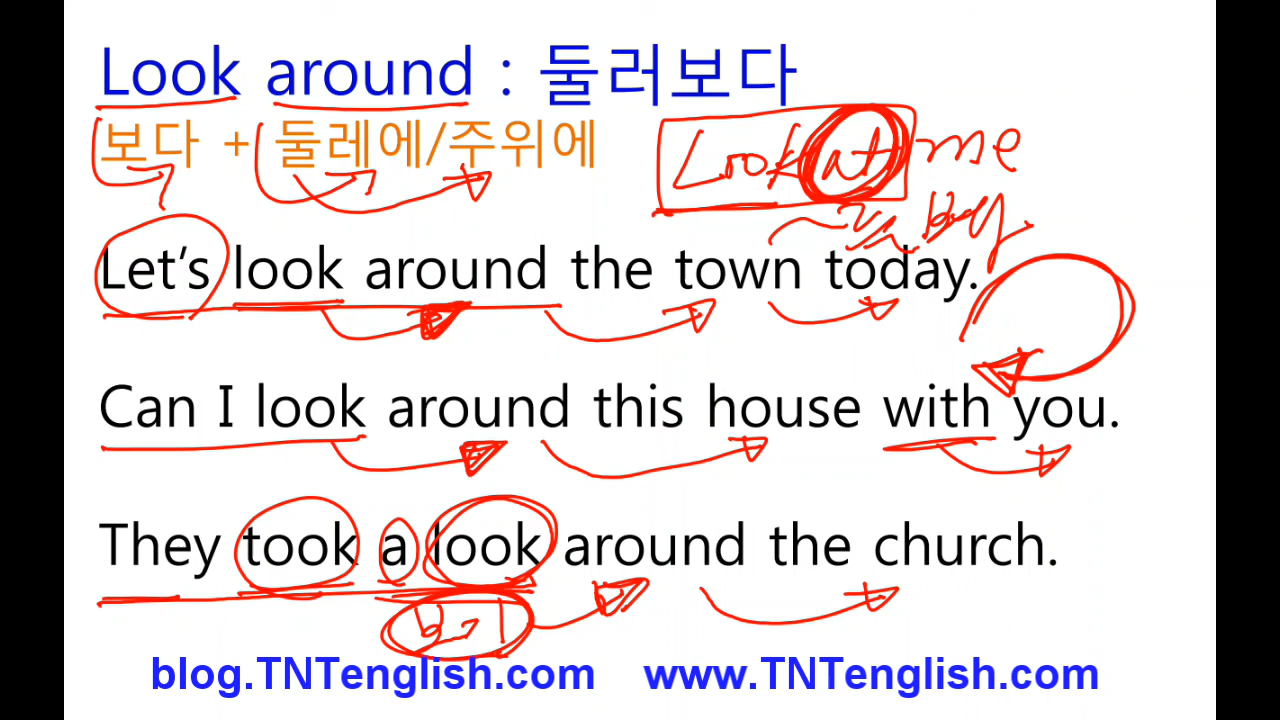 Look around : 둘러보다
보다 + 둘레에/주위에
Look at me
Let's look around the town today.
Can I look around this house with you.
They took a look around the church.
blog.TNTenglish.com www.TNTenglish.com